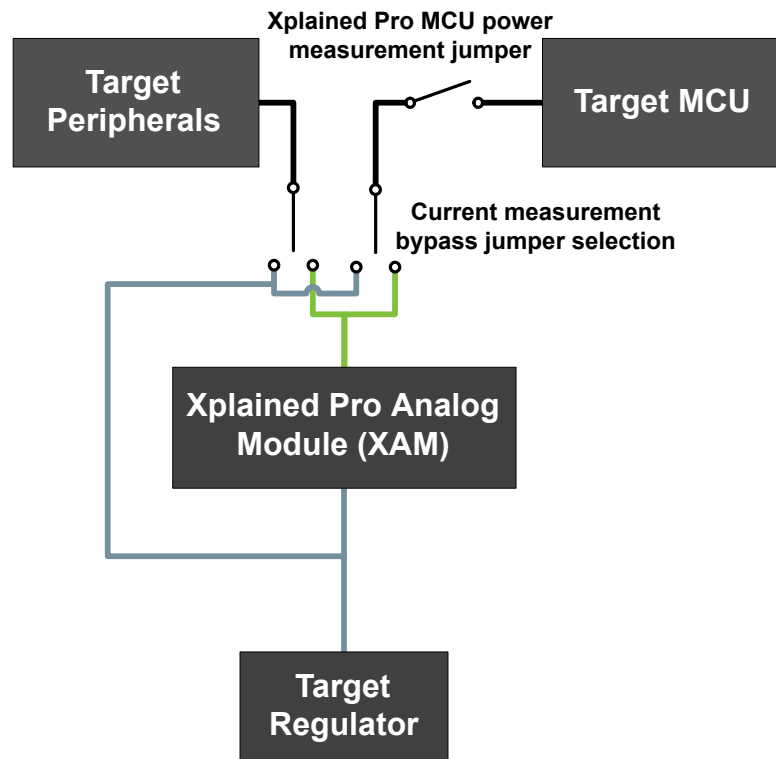 Xplained Pro MCU power
measurement jumper
Target
Peripherals
Target MCU
Current measurement
bypass jumper selection
Xplained Pro Analog
Module (XAM)
Target
Regulator